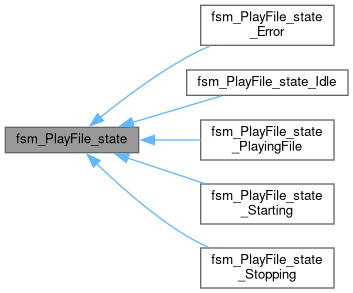 fsm_PlayFile_state
_Error
fsm_PlayFile_state_Idle
fsm_PlayFile_state
fsm_PlayFile_state
_PlayingFile
fsm_PlayFile_state
_Starting
fsm_PlayFile_state
_Stopping